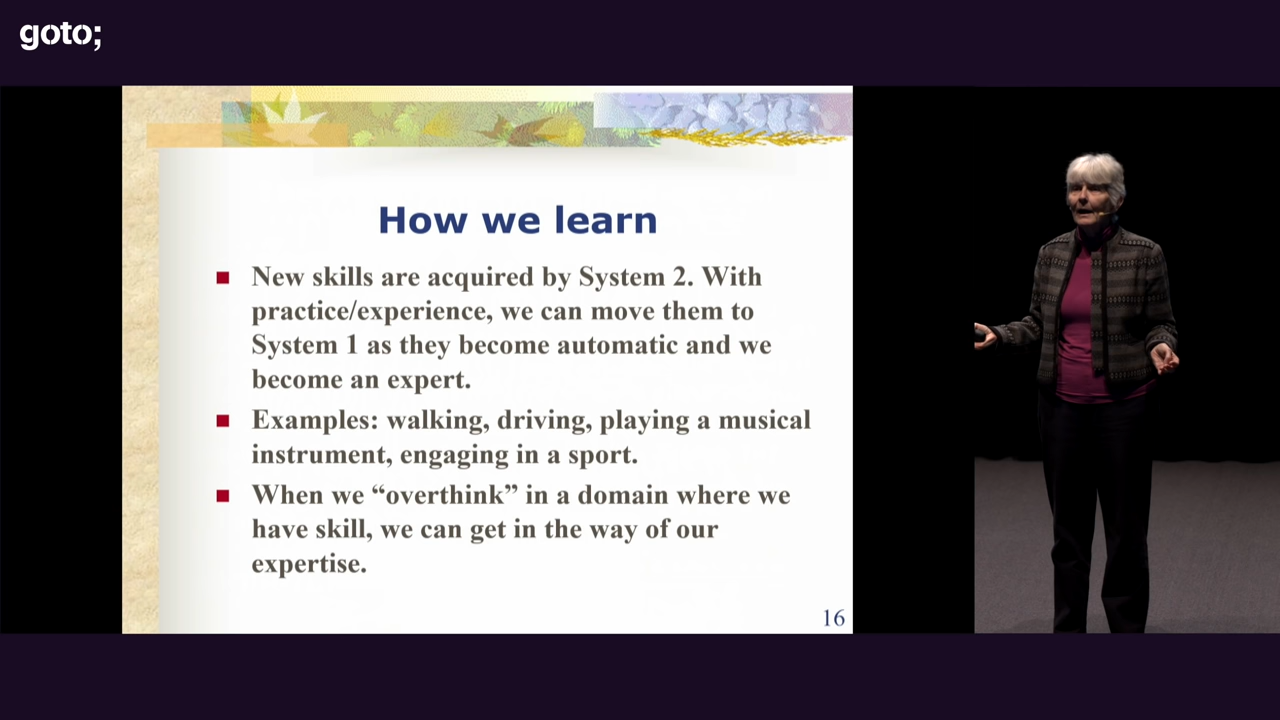 goto;
How we learn
New skills are acquired by System 2. With
practice/experience, we can move them to
System 1 as they become automatic and we
become an expert.
Examples: walking, driving, playing a musical
instrument, engaging in a sport.
When we “overthink” in a domain where we
have skill, we can get in the way of our
expertise.
16